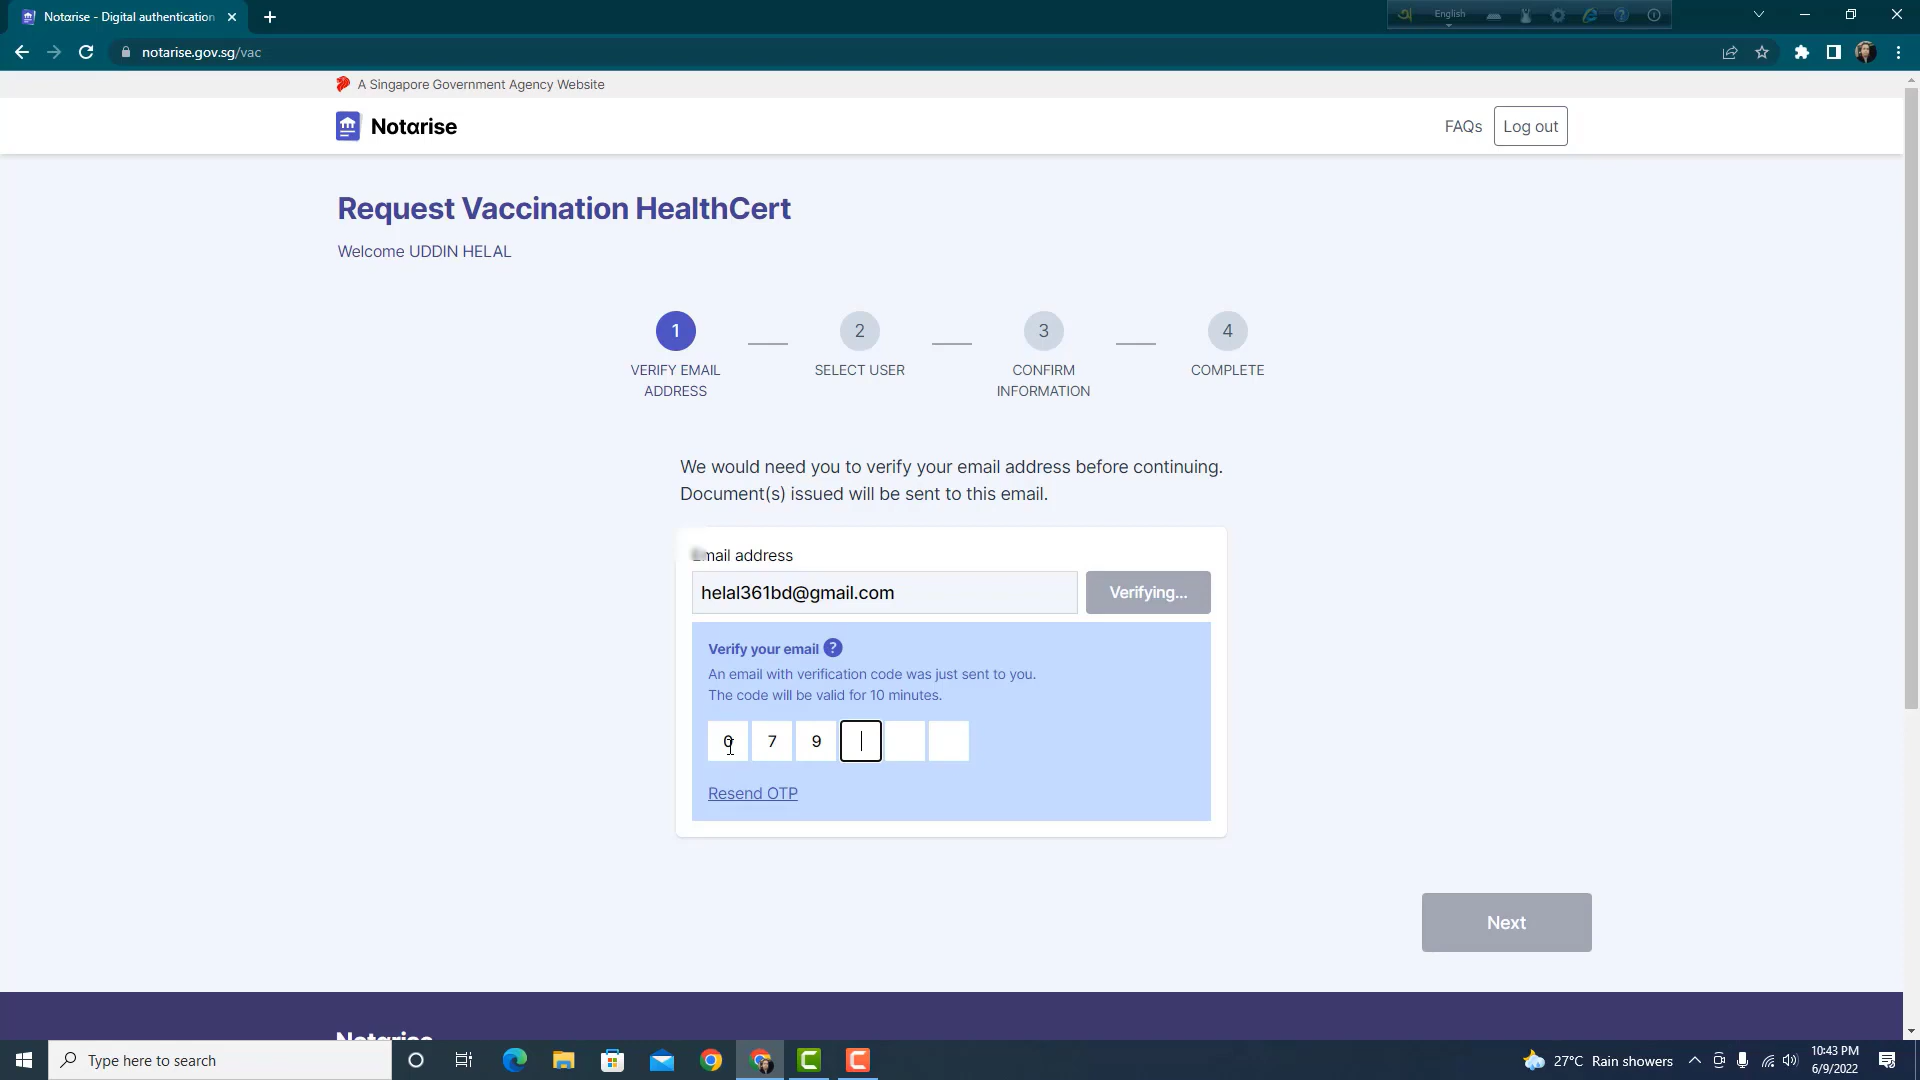 Notarise - Digital authentication
English
notarise.gov.sg/vac
A Singapore Government Agency Website
Notarise
FAQs
Log out
Request Vaccination HealthCert
Welcome UDDIN HELAL
1
2
3
4
VERIFY EMAIL
ADDRESS
SELECT USER
CONFIRM
INFORMATION
COMPLETE
We would need you to verify your email address before continuing.
Document(s) issued will be sent to this email.
Email address
helal361bd@gmail.com
Verifying...
Verify your email ?
An email with verification code was just sent to you.
The code will be valid for 10 minutes.
0 7 9
Resend OTP
Next
Notarise
Type here to search
27°C Rain showers
10:43 PM
6/9/2022